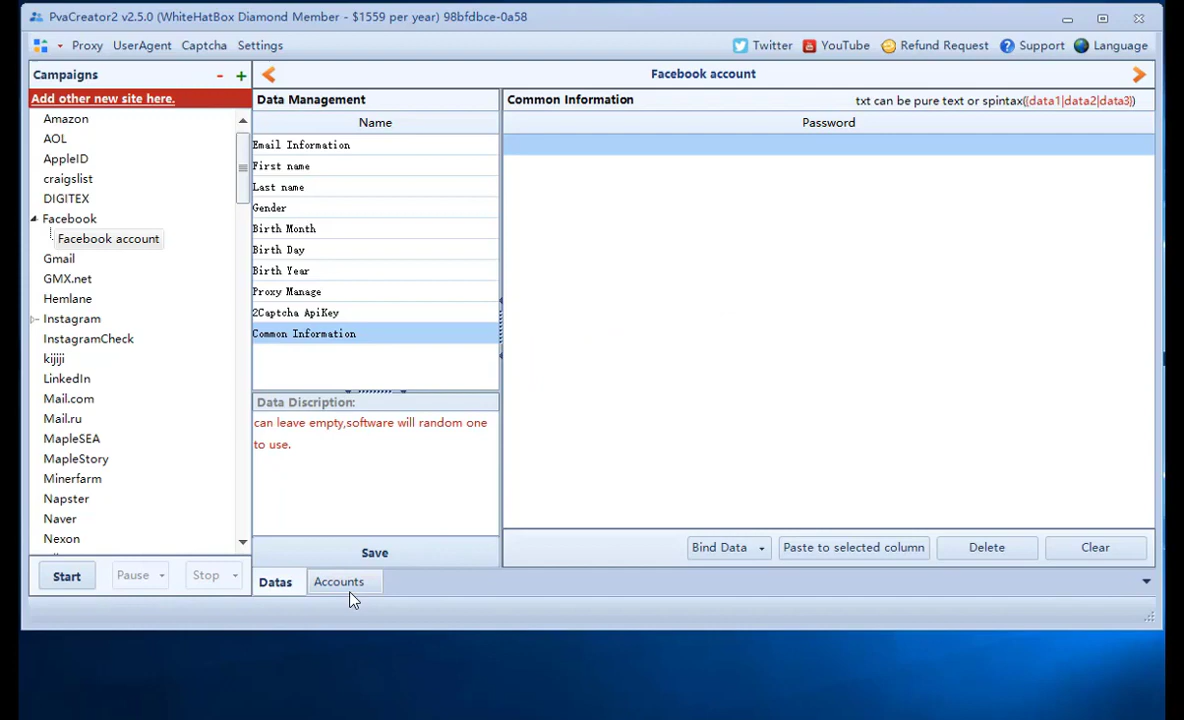 PvaCreator2 v2.5.0 (WhiteHatBox Diamond Member - $1559 per year) 98bfdbce-0a58
Proxy UserAgent Captcha Settings Twitter YouTube Refund Request Support Language
Campaigns - +
Facebook account
Add other new site here.
Data Management
Common Information txt can be pure text or spintax({data1|data2|data3})
Name
Password
Amazon
AOL
AppleID
craigslist
DIGITEX
Facebook
Facebook account
Gmail
GMX.net
Hemlane
Instagram
InstagramCheck
kijiji
LinkedIn
Mail.com
Mail.ru
MapleSEA
MapleStory
Minerfarm
Napster
Naver
Nexon
Email Information
First name
Last name
Gender
Birth Month
Birth Day
Birth Year
Proxy Manage
2Captcha ApiKey
Common Information
Data Discription:
can leave empty,software will random one
to use.
Save
Bind Data Paste to selected column Delete Clear
Start Pause Stop
Datas Accounts